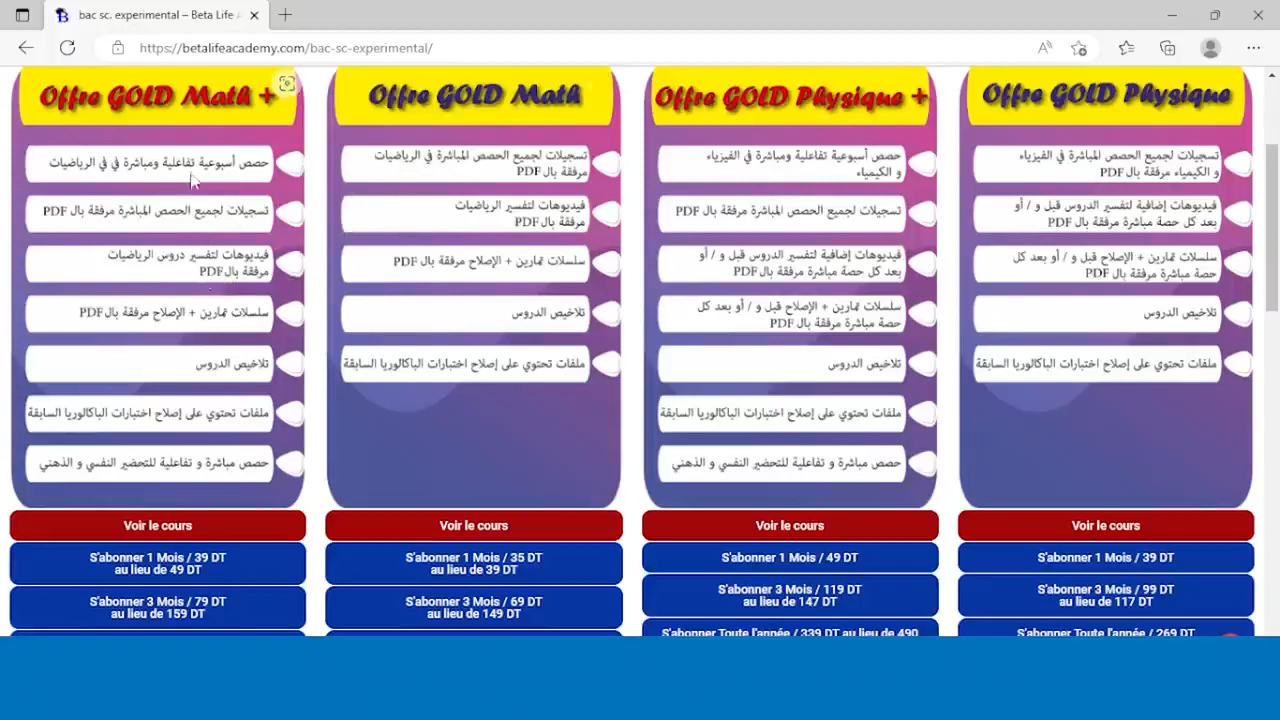 bac sc. experimental – Beta Life A
https://betalifeacademy.com/bac-sc-experimental/
Offre GOLD Math +
حصص أسبوعية تفاعلية ومباشرة في في الرياضيات
تسجيلات لجميع الحصص المباشرة مرفقة بال PDF
فيديوهات لتفسير دروس الرياضيات
مرفقة بال PDF
سلسلات تمارين + الإصلاح مرفقة بال PDF
تلاخيص الدروس
ملفات تحتوي على إصلاح اختبارات الباكالوريا السابقة
حصص مباشرة و تفاعلية للتحضير النفسي و الذهني
Voir le cours
S'abonner 1 Mois / 39 DT
au lieu de 49 DT
S'abonner 3 Mois / 79 DT
au lieu de 159 DT
Offre GOLD Math
تسجيلات لجميع الحصص المباشرة في الرياضيات
مرفقة بال PDF
فيديوهات لتفسير الرياضيات
مرفقة بال PDF
سلسلات تمارين + الإصلاح مرفقة بال PDF
تلاخيص الدروس
ملفات تحتوي على إصلاح اختبارات الباكالوريا السابقة
Voir le cours
S'abonner 1 Mois / 35 DT
au lieu de 39 DT
S'abonner 3 Mois / 69 DT
au lieu de 149 DT
Offre GOLD Physique +
حصص أسبوعية تفاعلية ومباشرة في الفيزياء
و الكيمياء
تسجيلات لجميع الحصص المباشرة مرفقة بال PDF
فيديوهات إضافية لتفسير الدروس قبل و / أو
بعد كل حصة مباشرة مرفقة بال PDF
سلسلات تمارين + الإصلاح قبل و / أو بعد كل
حصة مباشرة مرفقة بال PDF
تلاخيص الدروس
ملفات تحتوي على إصلاح اختبارات الباكالوريا السابقة
حصص مباشرة و تفاعلية للتحضير النفسي و الذهني
Voir le cours
S'abonner 1 Mois / 49 DT
S'abonner 3 Mois / 119 DT
au lieu de 147 DT
S'abonner Toute l'année / 339 DT au lieu de 490
Offre GOLD Physique
تسجيلات لجميع الحصص المباشرة في الفيزياء
و الكيمياء مرفقة بال PDF
فيديوهات إضافية لتفسير الدروس قبل و / أو
بعد كل حصة مباشرة مرفقة بال PDF
سلسلات تمارين + الإصلاح قبل و / أو بعد كل
حصة مباشرة مرفقة بال PDF
تلاخيص الدروس
ملفات تحتوي على إصلاح اختبارات الباكالوريا السابقة
Voir le cours
S'abonner 1 Mois / 39 DT
S'abonner 3 Mois / 99 DT
au lieu de 117 DT
S'abonner Toute l'année / 269 DT